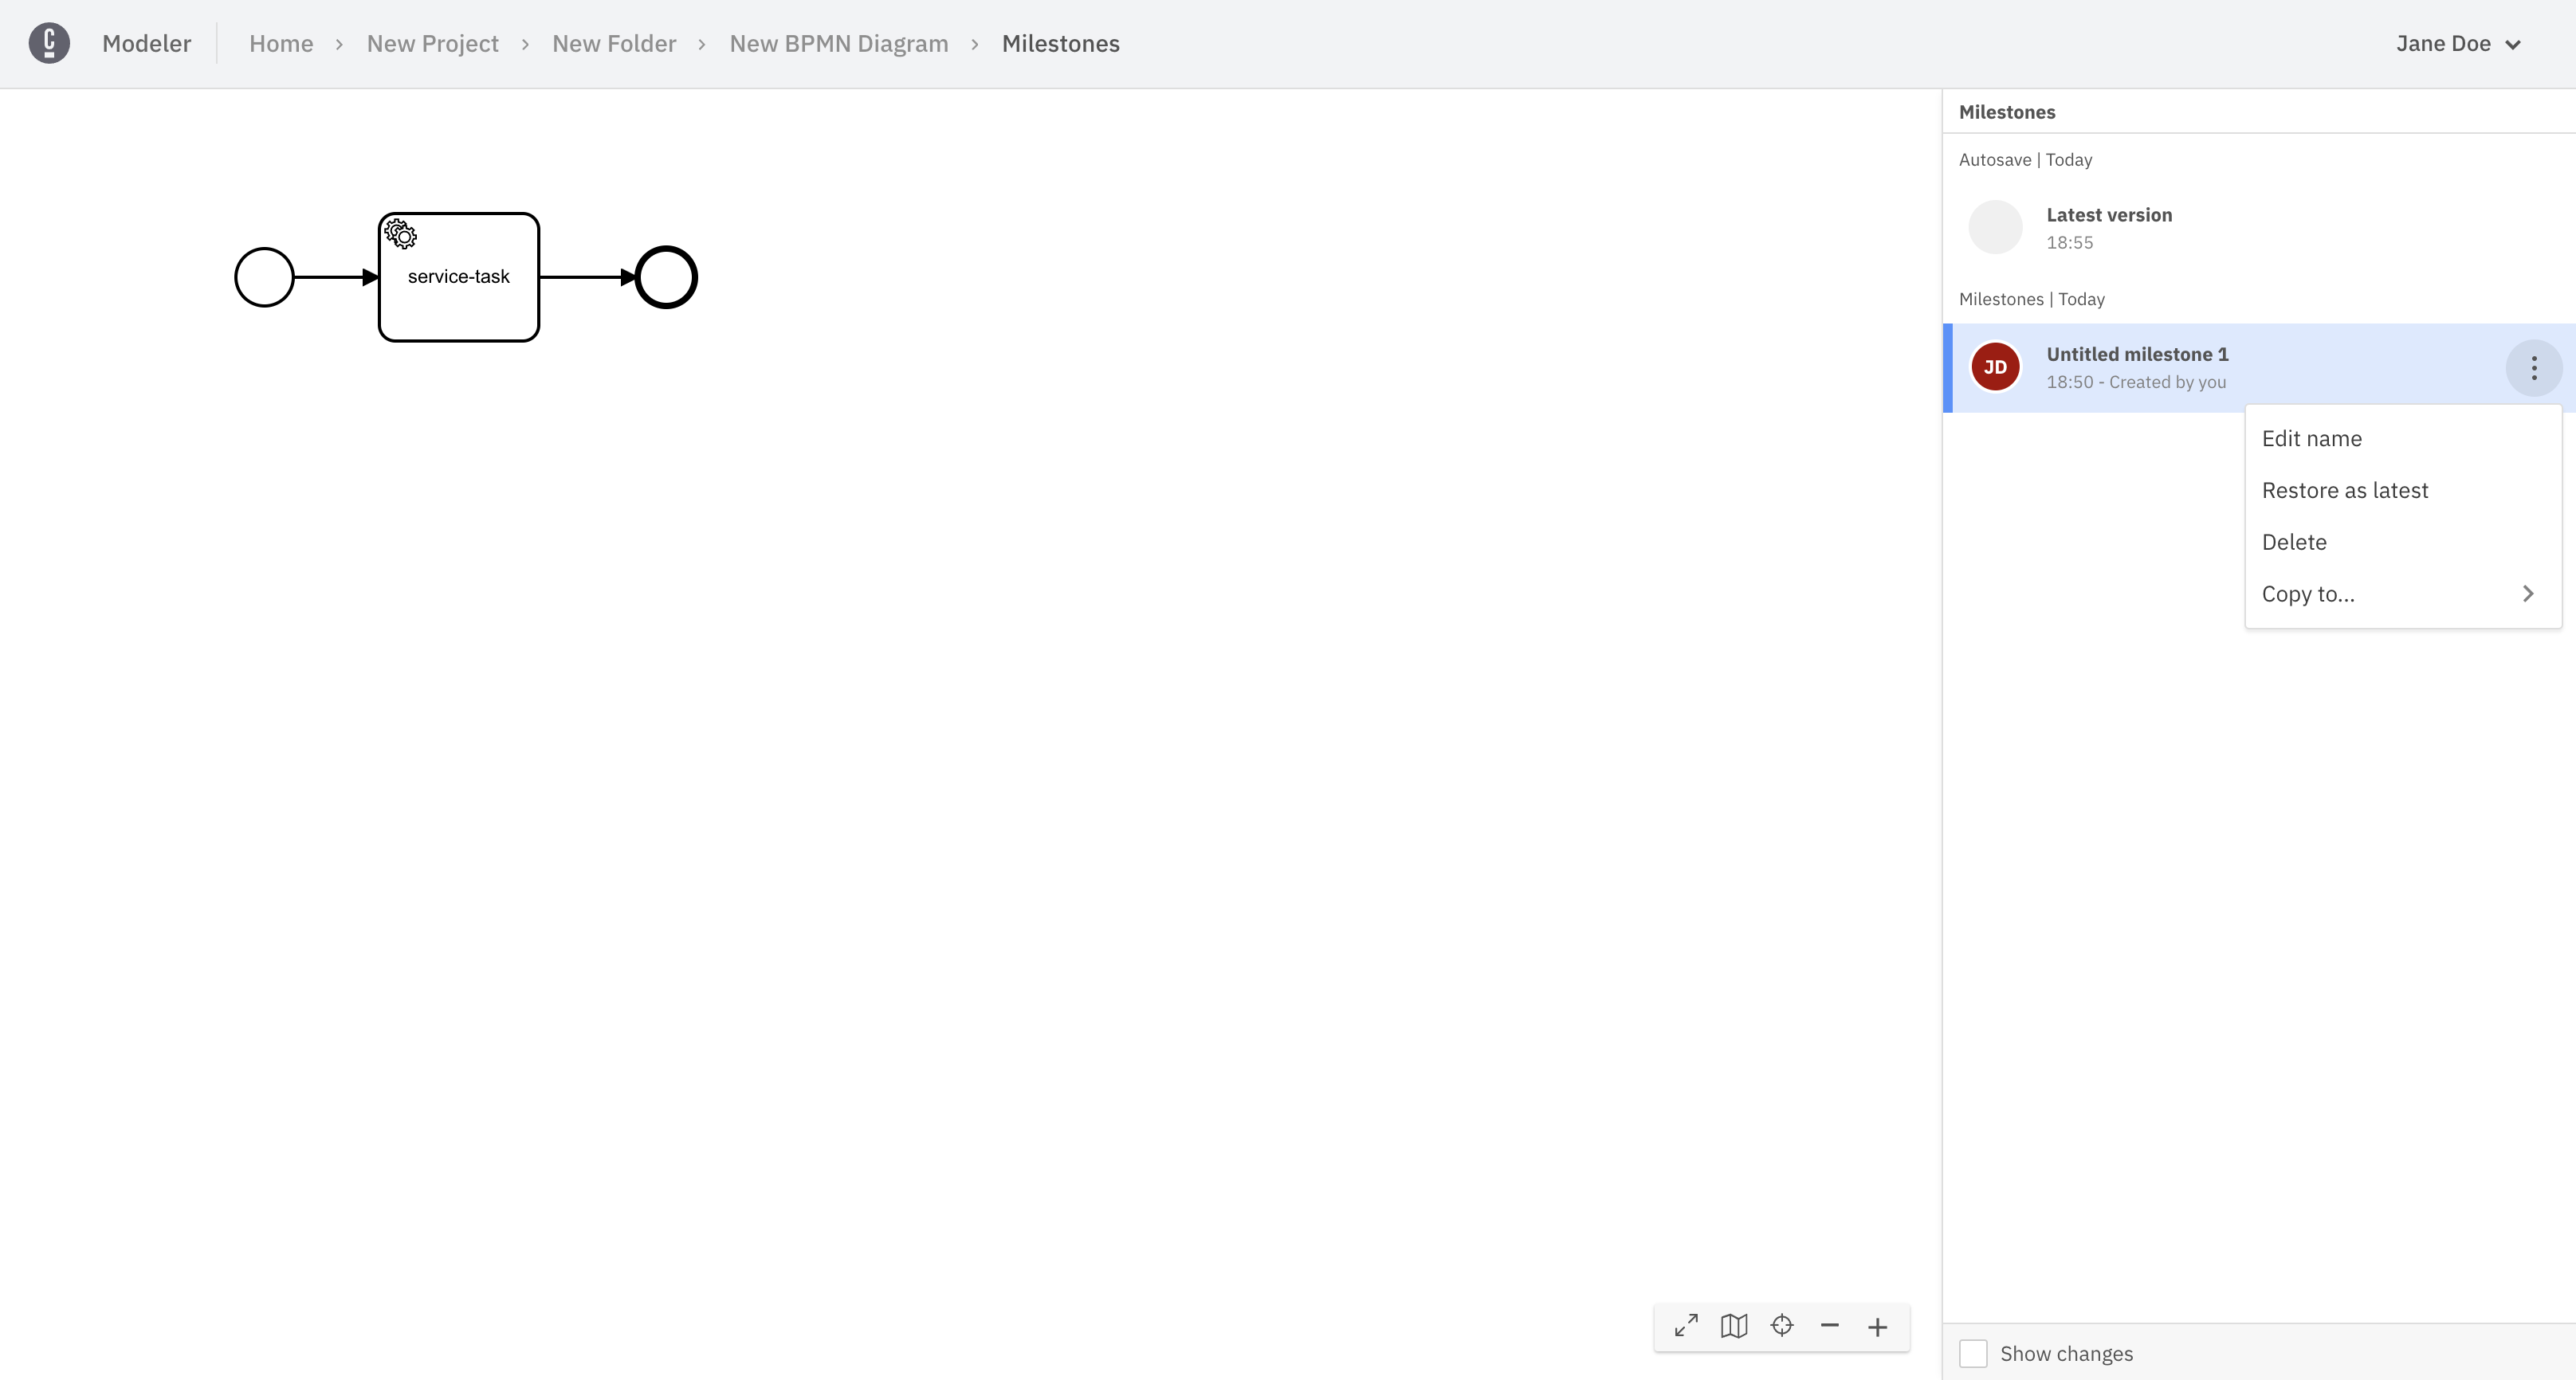 Modeler
Home › New Project › New Folder › New BPMN Diagram › Milestones
Jane Doe
Milestones
Autosave | Today
Latest version
18:55
Milestones | Today
JD
Untitled milestone 1
18:50 - Created by you
Edit name
Restore as latest
Delete
Copy to...
service-task
Show changes